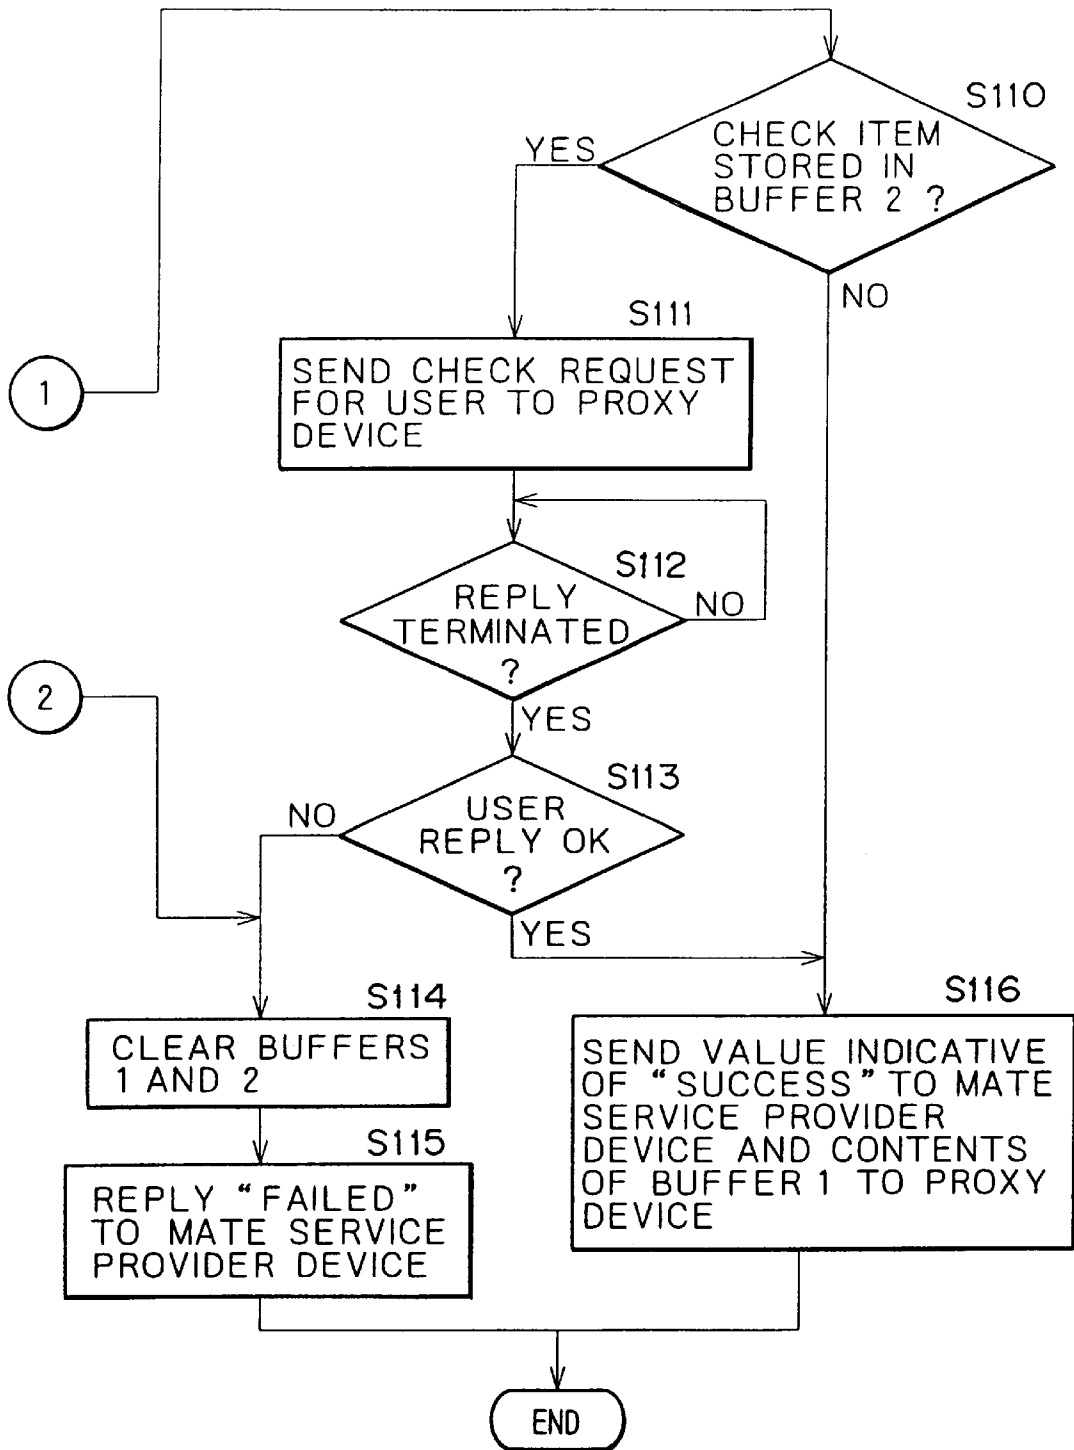 S110
CHECK ITEM
STORED IN
BUFFER 2 ?
YES
NO
S111
SEND CHECK REQUEST
FOR USER TO PROXY
DEVICE
1
S112
REPLY
TERMINATED
?
NO
YES
2
S113
USER
REPLY OK
?
NO
YES
S114
CLEAR BUFFERS
1 AND 2
S115
REPLY “FAILED”
TO MATE SERVICE
PROVIDER DEVICE
S116
SEND VALUE INDICATIVE
OF “SUCCESS” TO MATE
SERVICE PROVIDER
DEVICE AND CONTENTS
OF BUFFER 1 TO PROXY
DEVICE
END